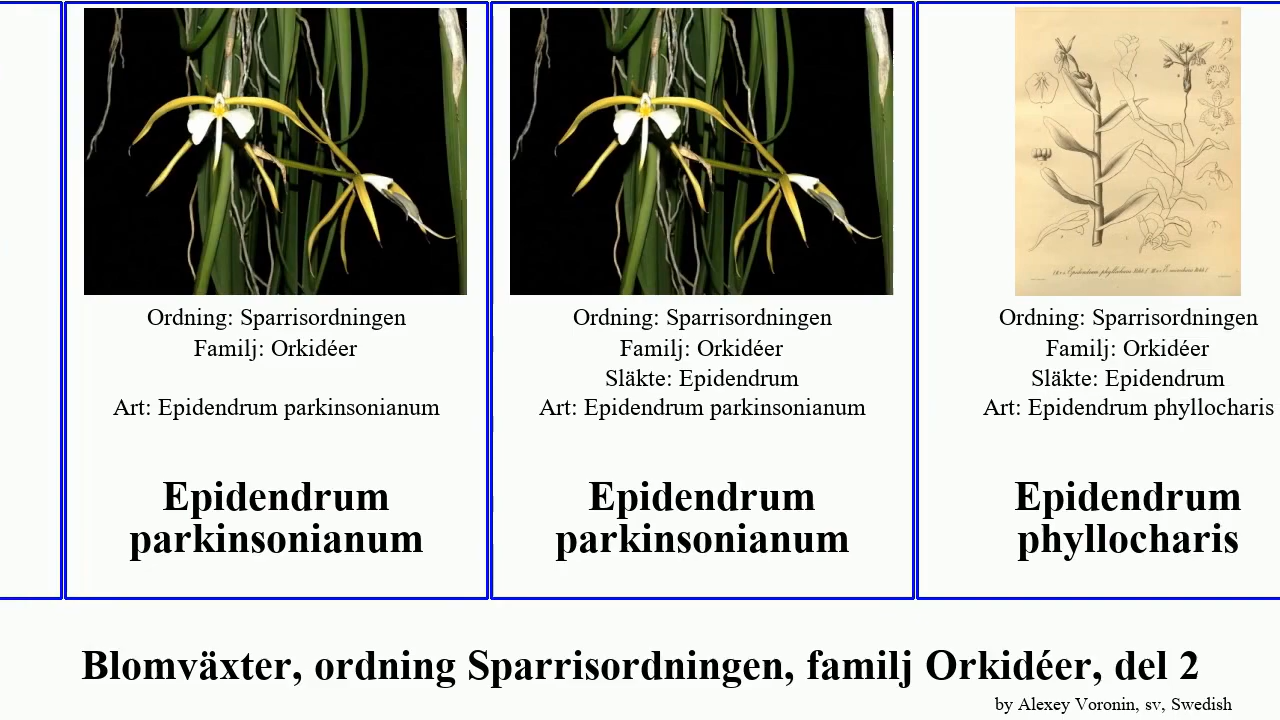 Ordning: Sparrisordningen
Familj: Orkidéer
Art: Epidendrum parkinsonianum
Epidendrum
parkinsonianum
Ordning: Sparrisordningen
Familj: Orkidéer
Släkte: Epidendrum
Art: Epidendrum parkinsonianum
Epidendrum
parkinsonianum
Ordning: Sparrisordningen
Familj: Orkidéer
Släkte: Epidendrum
Art: Epidendrum phyllocharis
Epidendrum
phyllocharis
Blomväxter, ordning Sparrisordningen, familj Orkidéer, del 2
by Alexey Voronin, sv, Swedish